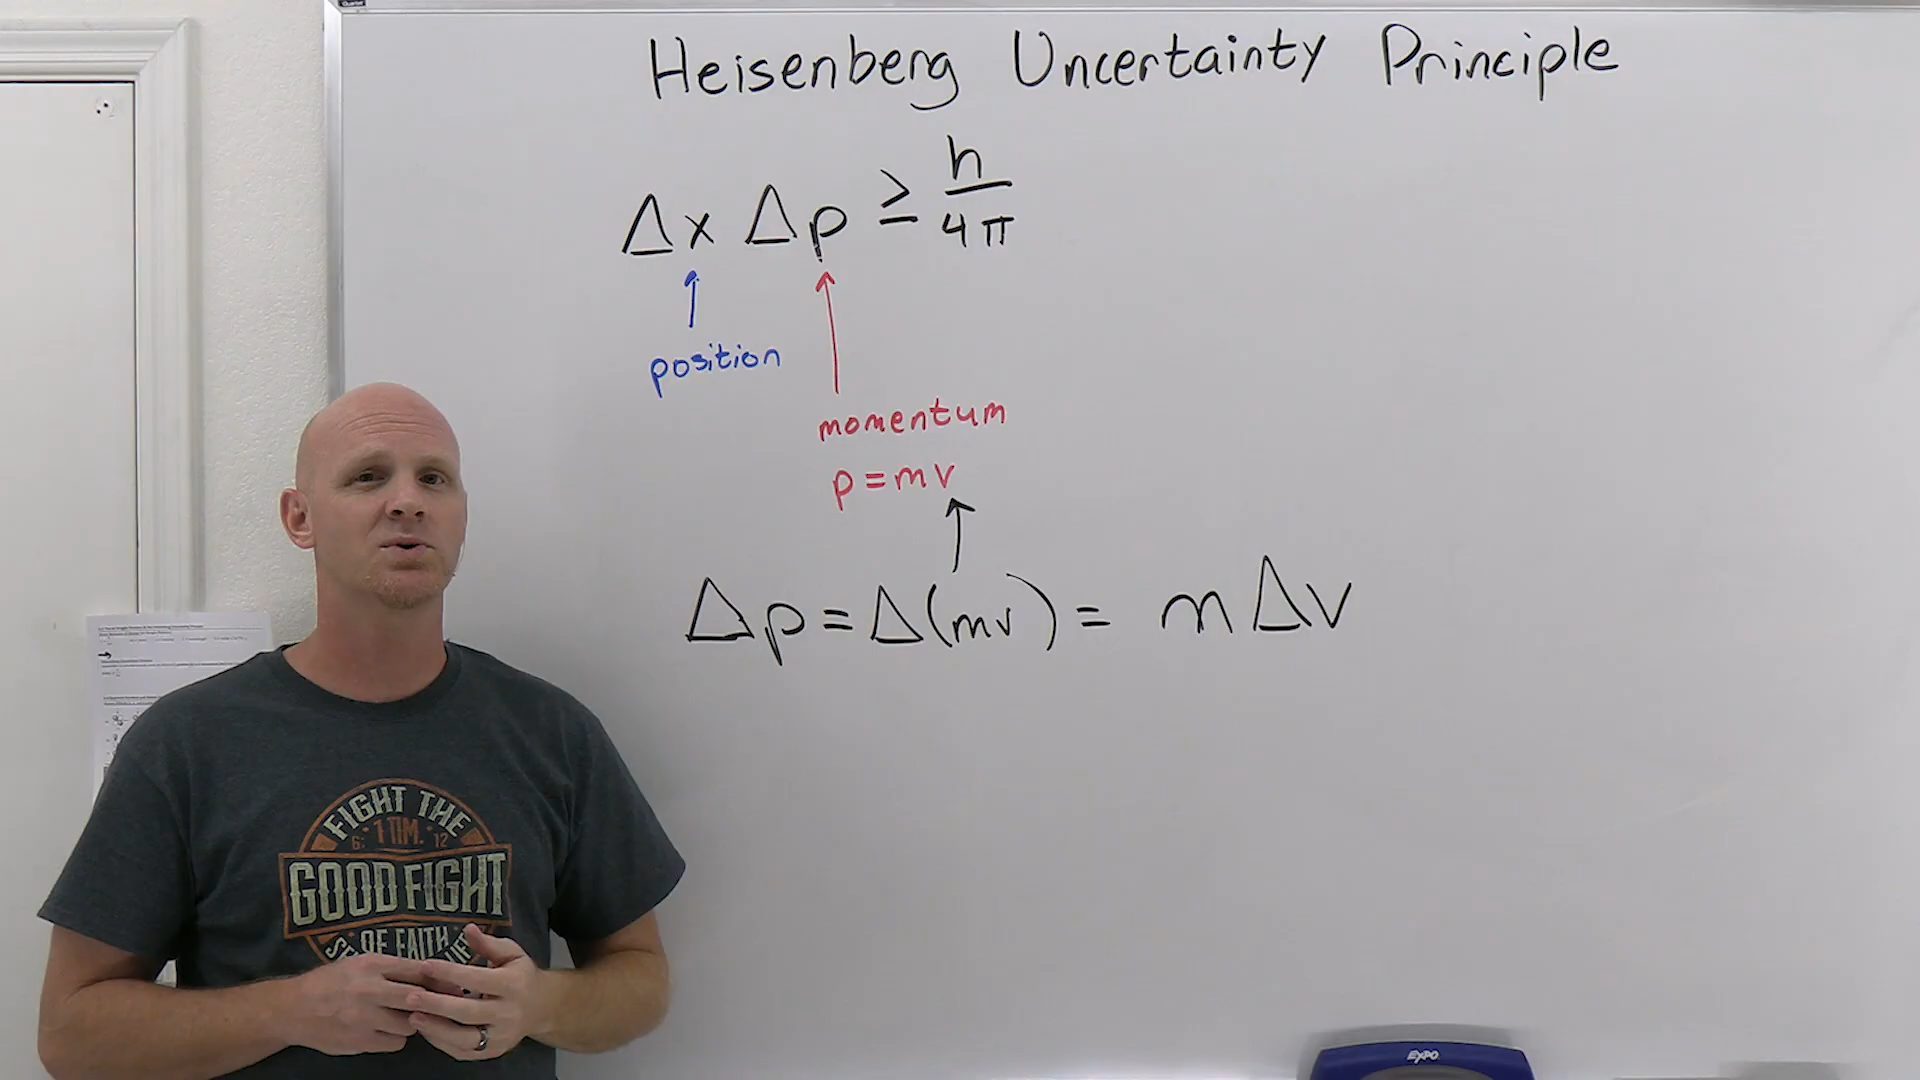 Heisenberg Uncertainty Principle
Δx Δp ≥ h/4π
position
momentum
p = mv
Δp = Δ(mv) = mΔv
FIGHT THE
6: 1 TIM. 12
GOOD FIGHT
OF FAITH
EXPO